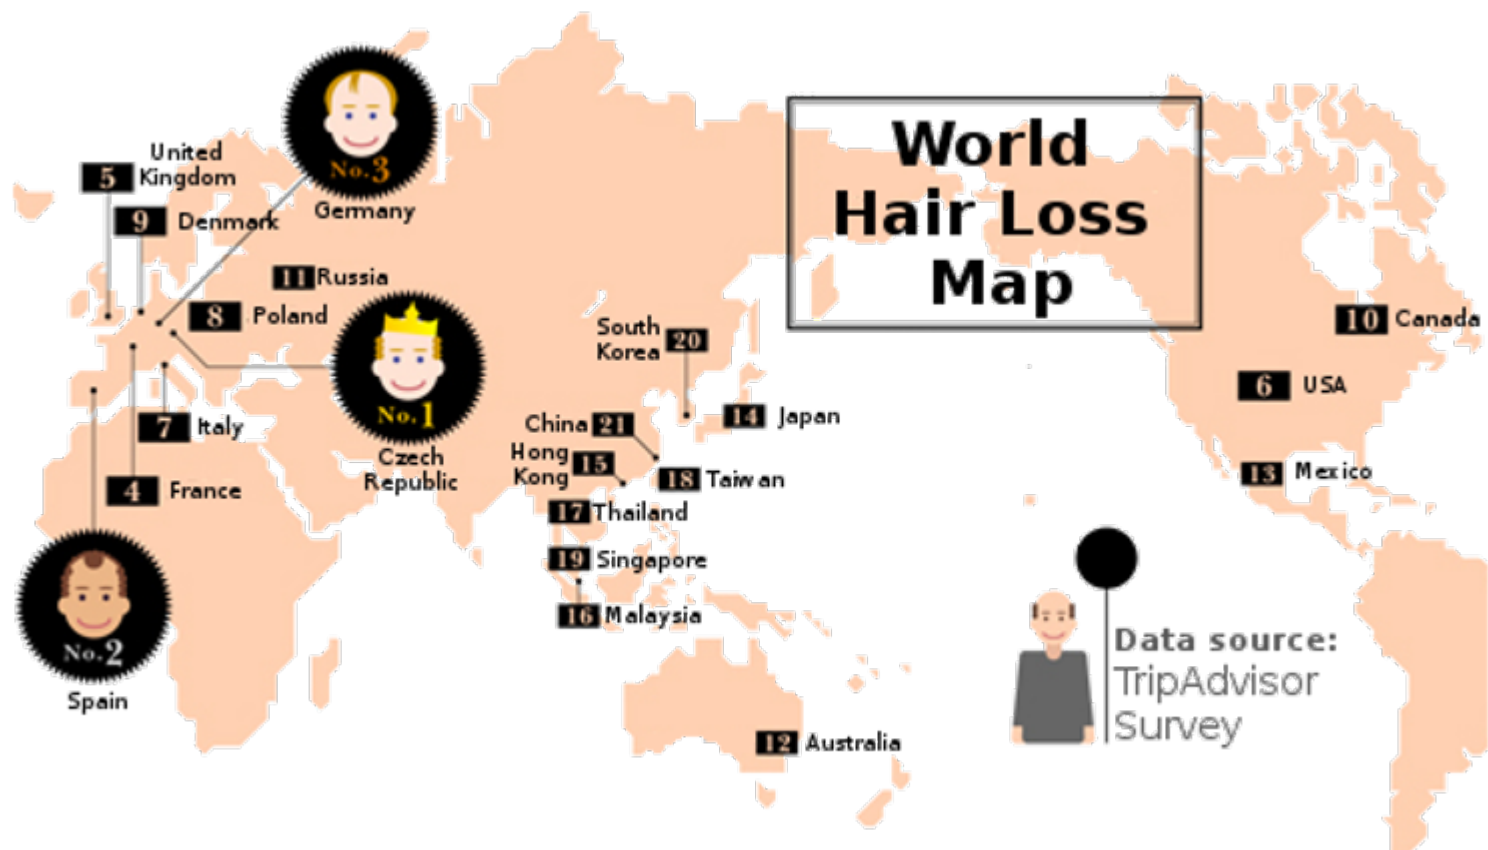 World
Hair Loss
Map
No.3
Germany
5
United
Kingdom
9
Denmark
11
Russia
8
Poland
No.1
Czech
Republic
7
Italy
4
France
No.2
Spain
South
Korea
20
14
Japan
China
21
Hong
Kong
15
18
Taiwan
17
Thailand
19
Singapore
16
Malaysia
12
Australia
10
Canada
6
USA
13
Mexico
Data source:
TripAdvisor
Survey